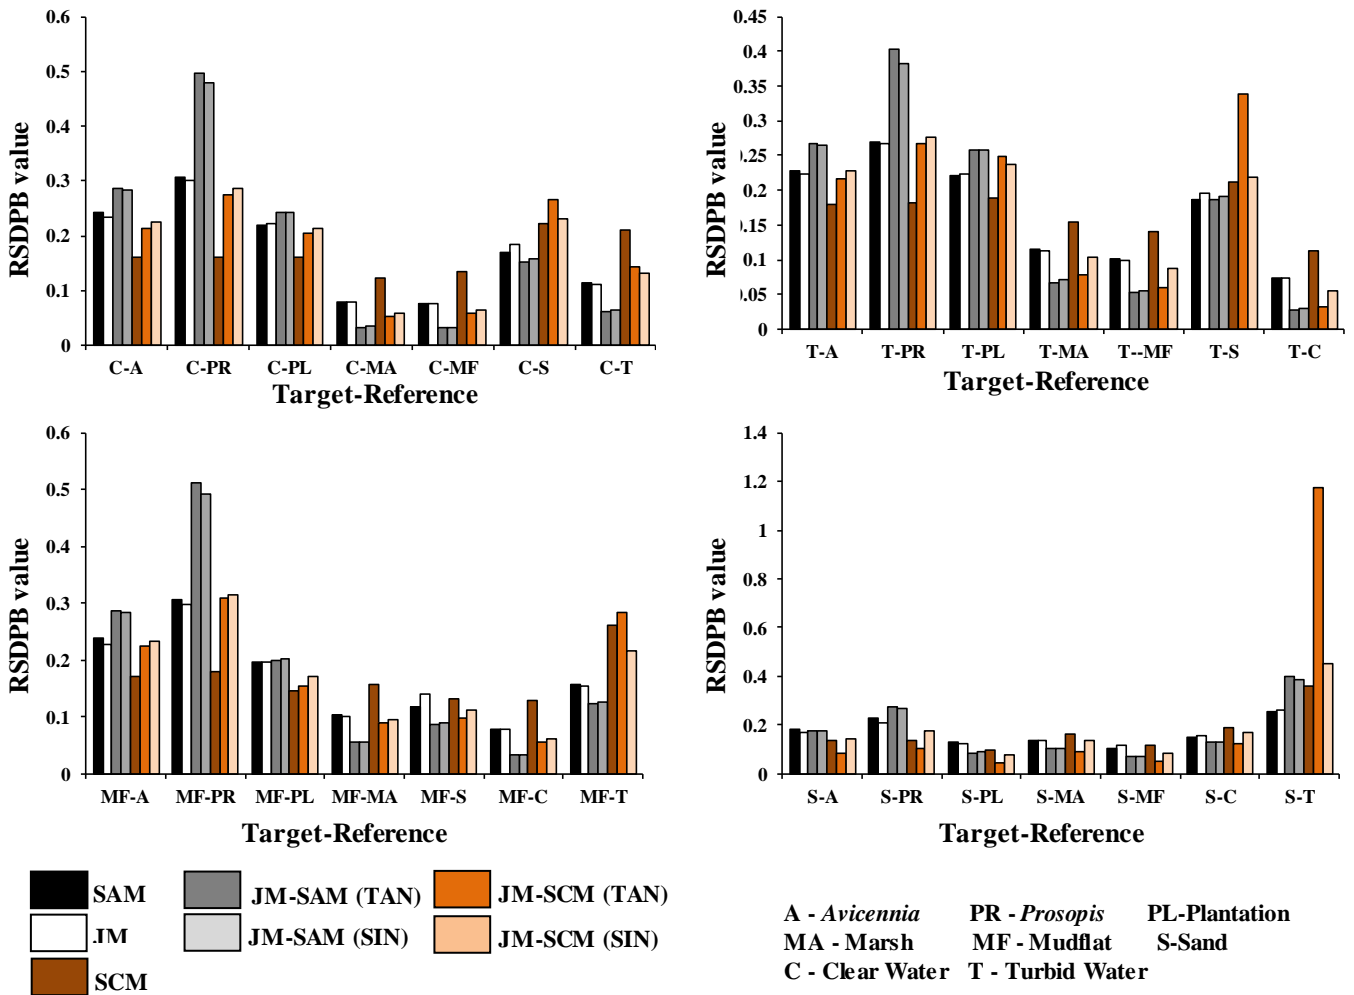 0.6
0.5
0.4
0.3
0.2
0.1
0
RSDPB value
C-A C-PR C-PL C-MA C-MF C-S C-T
Target-Reference
0.45
0.4
0.35
0.3
0.25
0.2
0.15
0.1
0.05
0
RSDPB value
T-A T-PR T-PL T-MA T--MF T-S T-C
Target-Reference
0.6
0.5
0.4
0.3
0.2
0.1
0
RSDPB value
MF-A MF-PR MF-PL MF-MA MF-S MF-C MF-T
Target-Reference
1.4
1.2
1
0.8
0.6
0.4
0.2
0
RSDPB value
S-A S-PR S-PL S-MA S-MF S-C S-T
Target-Reference
SAM JM-SAM (TAN) JM-SCM (TAN)
JM JM-SAM (SIN) JM-SCM (SIN)
SCM
A - Avicennia PR - Prosopis PL-Plantation
MA - Marsh MF - Mudflat S-Sand
C - Clear Water T - Turbid Water